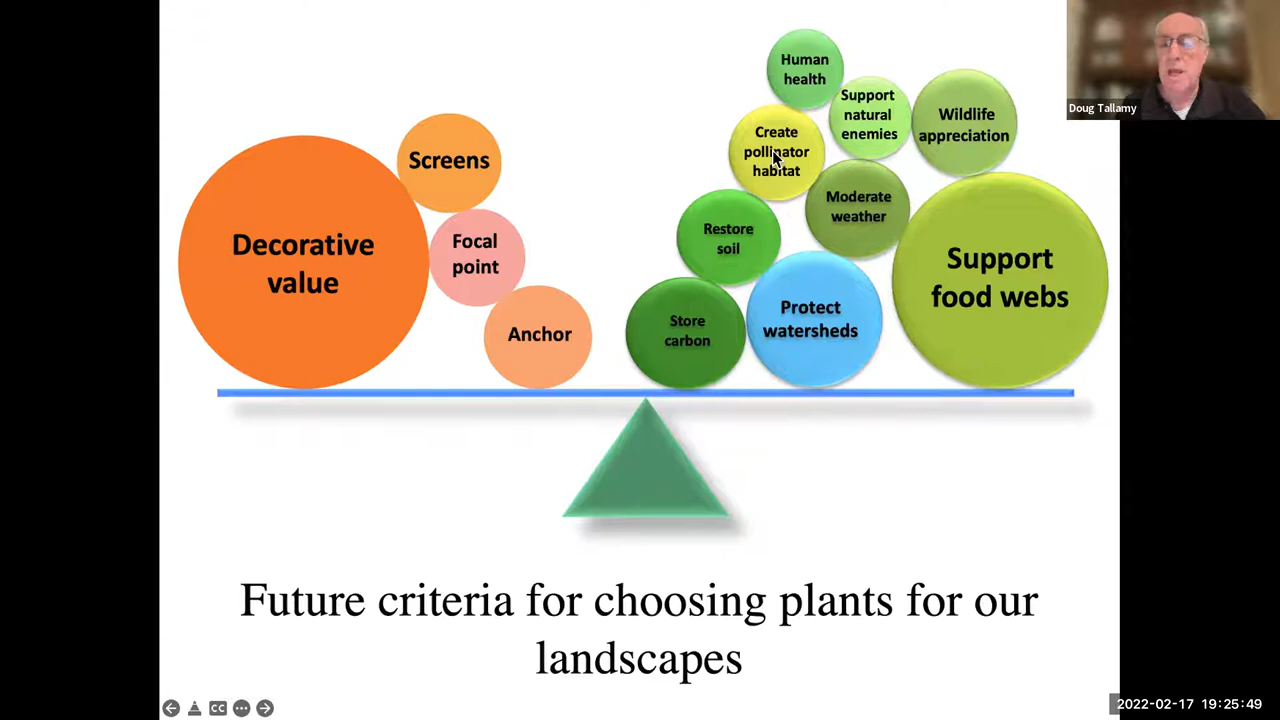 Human
health
Support
natural
enemies
Wildlife
appreciation
Doug Tallamy
Create
pollinator
habitat
Screens
Moderate
weather
Decorative
value
Focal
point
Restore
soil
Support
food webs
Anchor
Store
carbon
Protect
watersheds
Future criteria for choosing plants for our
landscapes
CC
2022-02-17 19:25:49